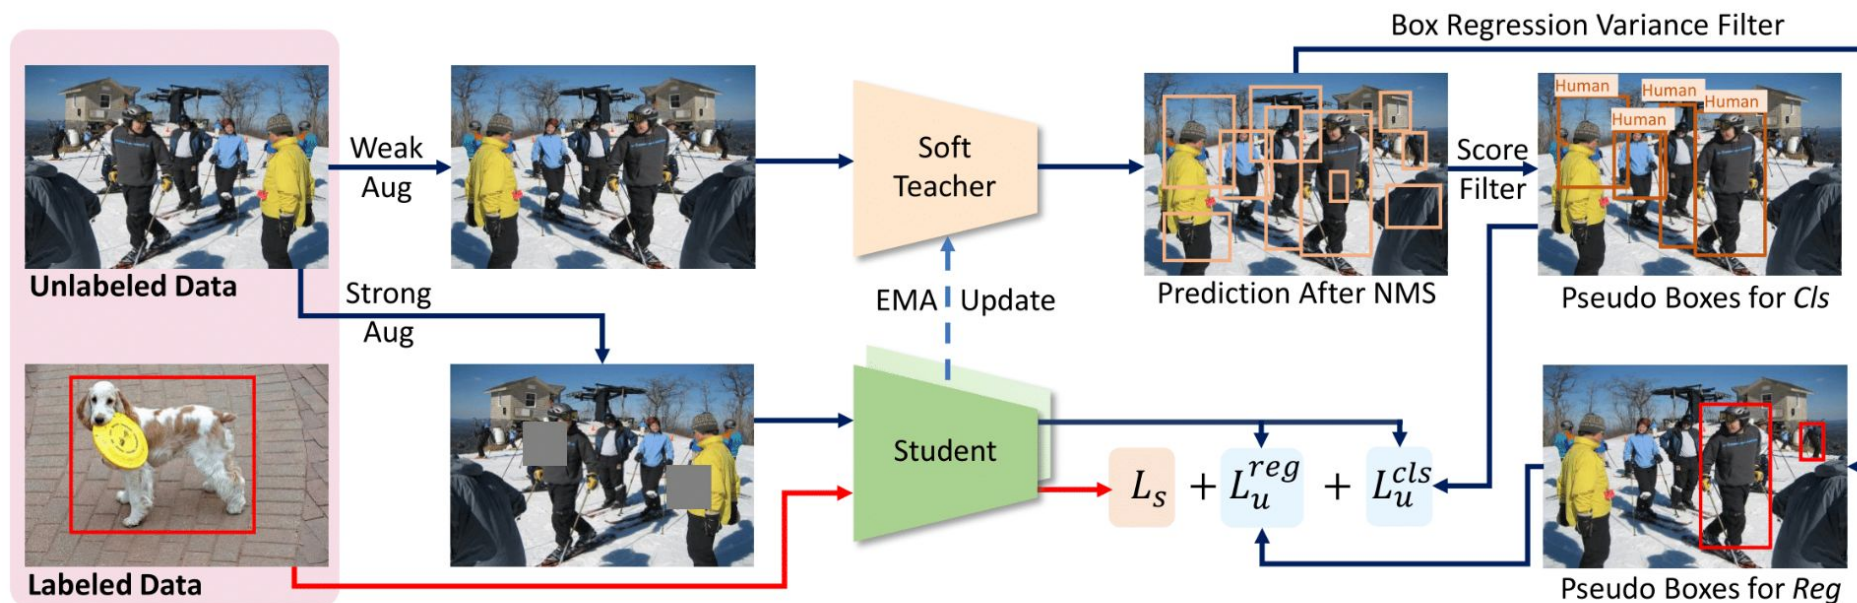 Box Regression Variance Filter
Weak
Aug
Soft
Teacher
Score
Filter
Human
Human
Human
Human
Unlabeled Data
Strong
Aug
EMA Update
Prediction After NMS
Pseudo Boxes for Cls
Student
L_s + L_u^{reg} + L_u^{cls}
Labeled Data
Pseudo Boxes for Reg